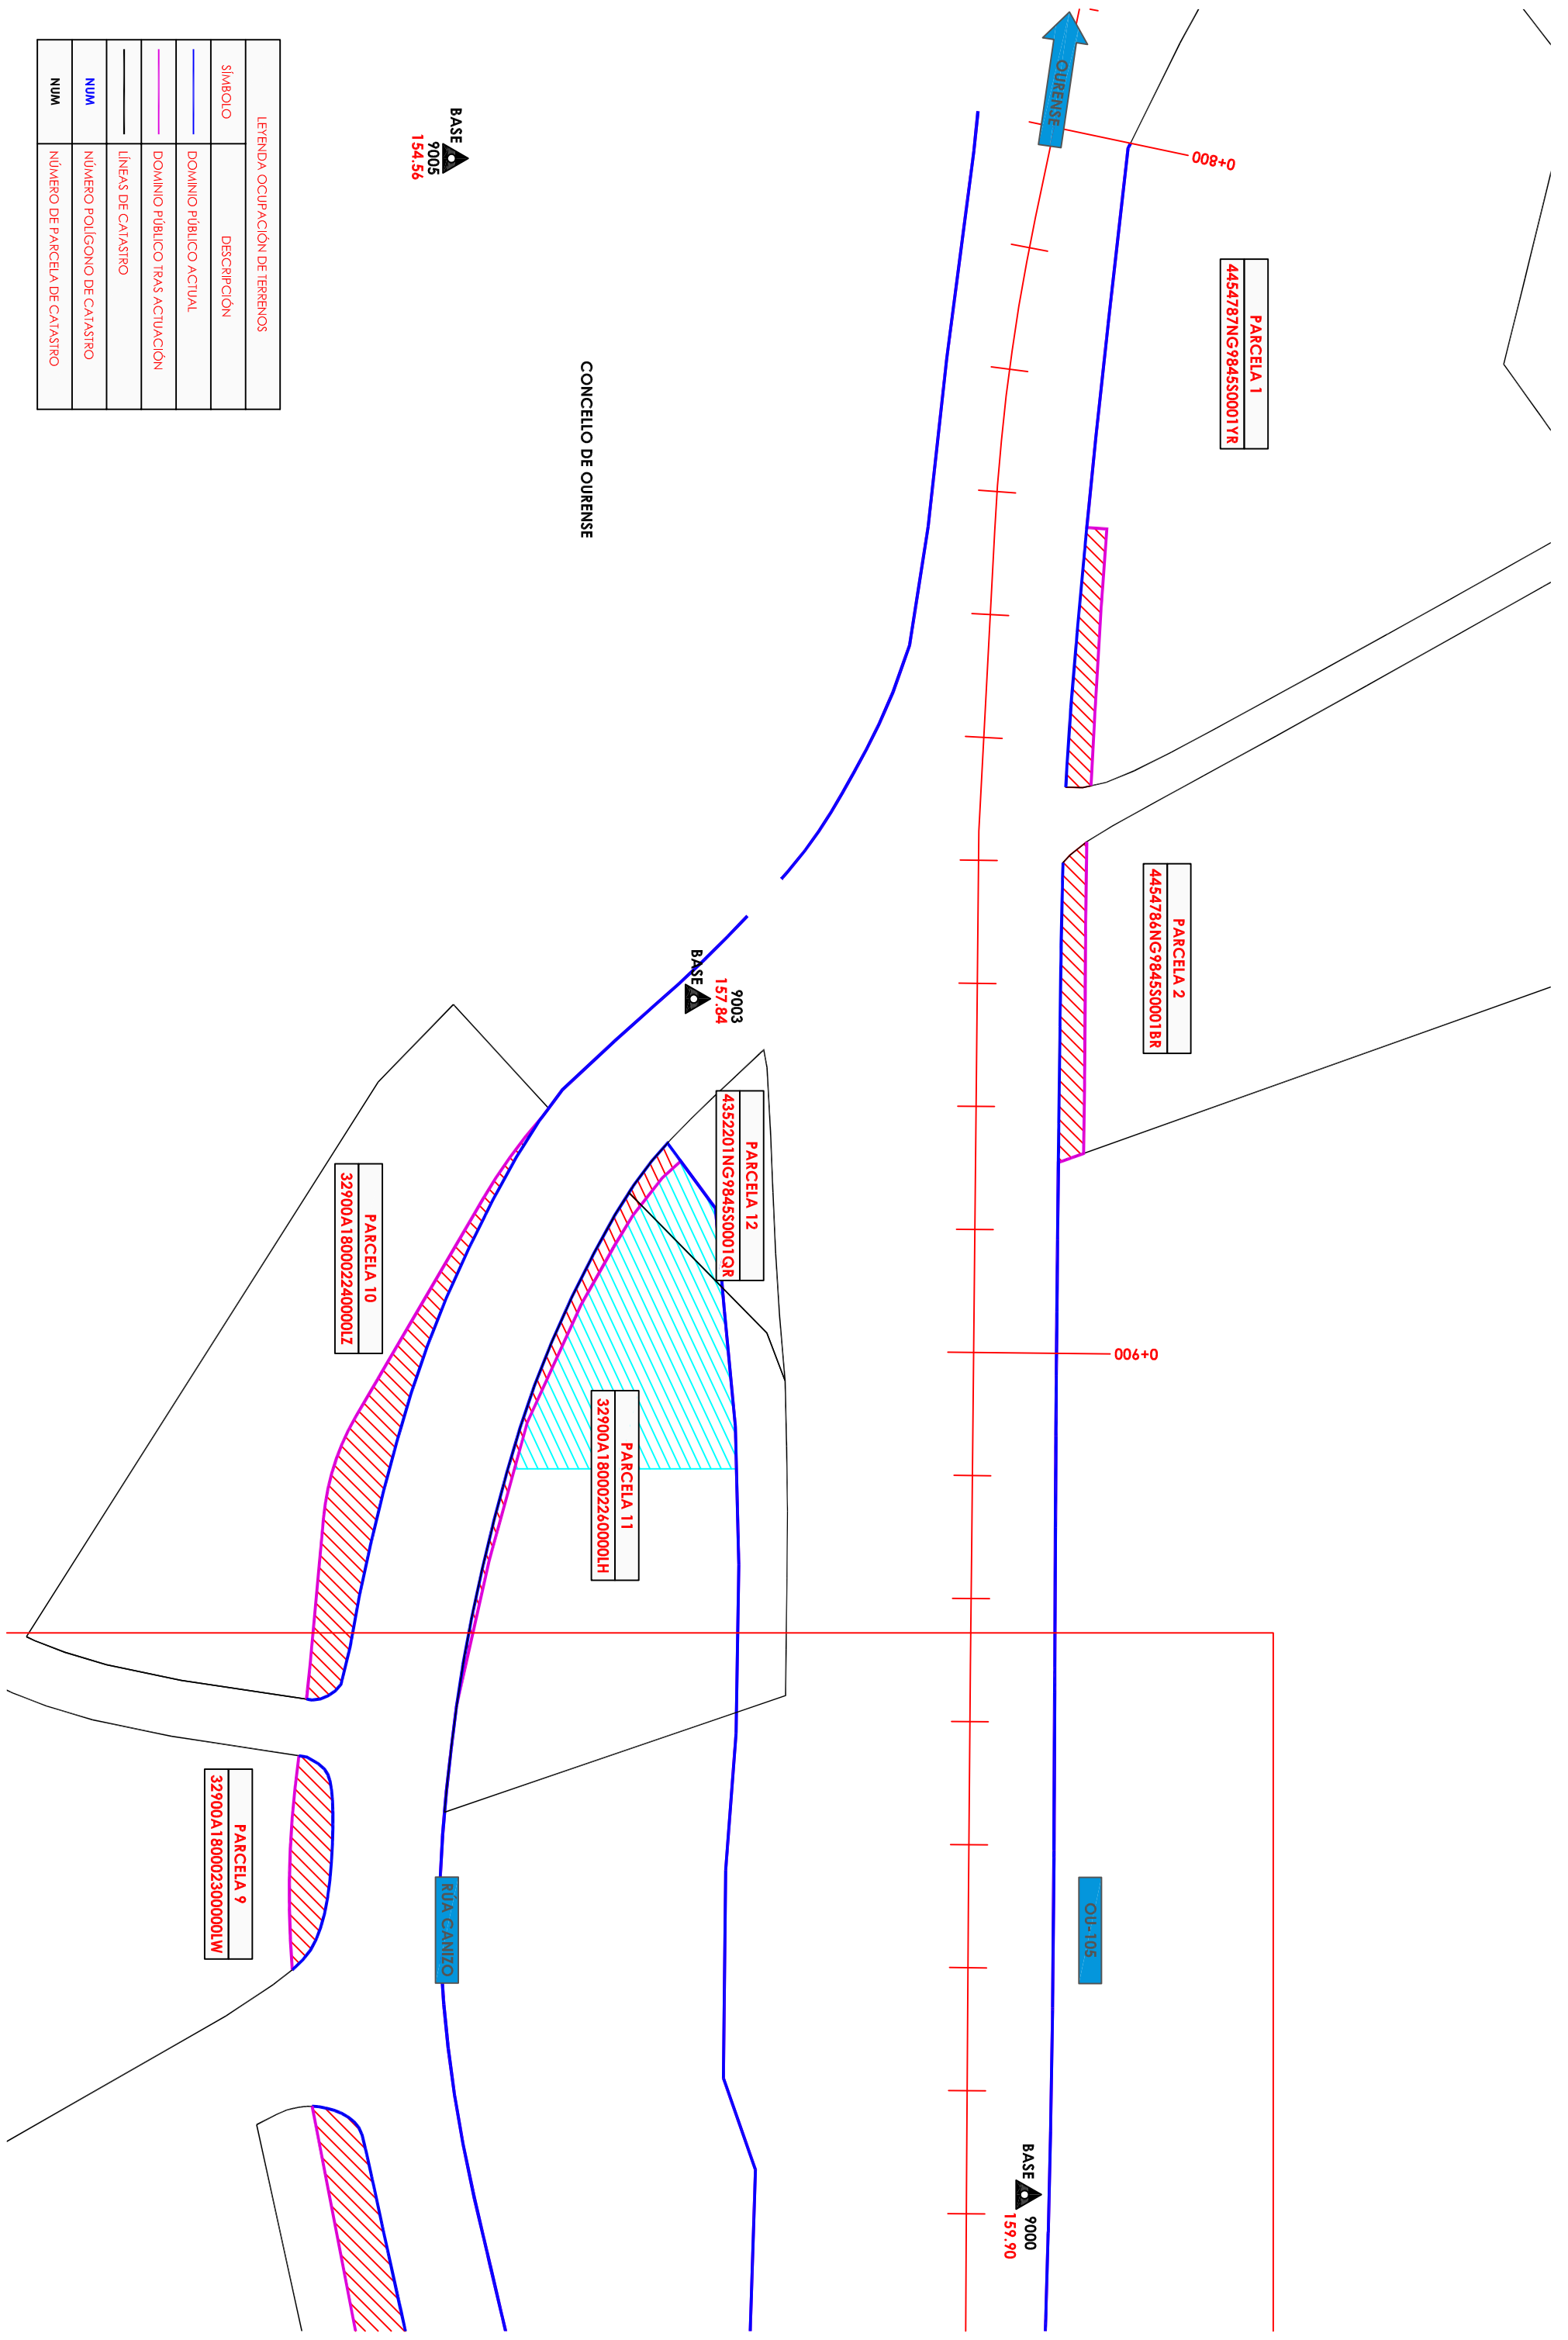 OURENSE
0+800
PARCELA 1
4454787NG9845S0001YR
BASE
9005
154.56
CONCELLO DE OURENSE
LEYENDA OCUPACIÓN DE TERRENOS
SÍMBOLO
DESCRIPCIÓN
DOMINIO PÚBLICO ACTUAL
DOMINIO PÚBLICO TRAS ACTUACIÓN
LÍNEAS DE CATASTRO
NUM
NÚMERO POLÍGONO DE CATASTRO
NUM
NÚMERO DE PARCELA DE CATASTRO
PARCELA 2
4454786NG9845S0001BR
BASE
9003
157.84
PARCELA 12
4352201NG9845S0001QR
PARCELA 10
32900A180002240000LZ
0+900
PARCELA 11
32900A180002260000LH
PARCELA 9
32900A180002300000LW
RÚA CANIZO
OU-105
BASE
9000
159.90